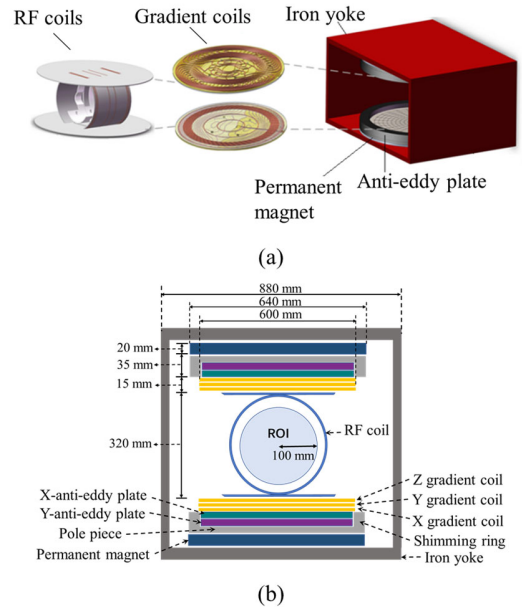 RF coils
Gradient coils
Iron yoke
Permanent
magnet
Anti-eddy plate
(a)
880 mm
640 mm
600 mm
20 mm
35 mm
15 mm
320 mm
ROI
100 mm
RF coil
X-anti-eddy plate
Y-anti-eddy plate
Pole piece
Permanent magnet
Z gradient coil
Y gradient coil
X gradient coil
Shimming ring
Iron yoke
(b)